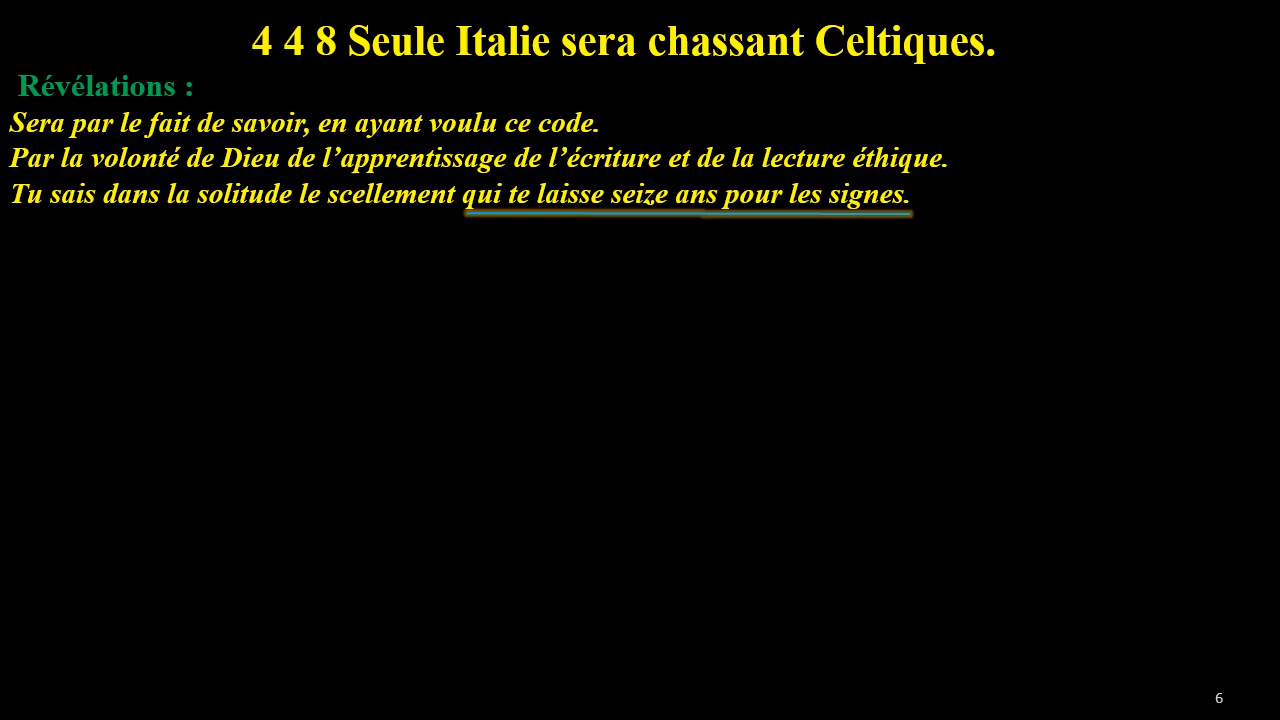 4 4 8 Seule Italie sera chassant Celtiques.
Révélations :
Sera par le fait de savoir, en ayant voulu ce code.
Par la volonté de Dieu de l’apprentissage de l’écriture et de la lecture éthique.
Tu sais dans la solitude le scellement qui te laisse seize ans pour les signes.
6